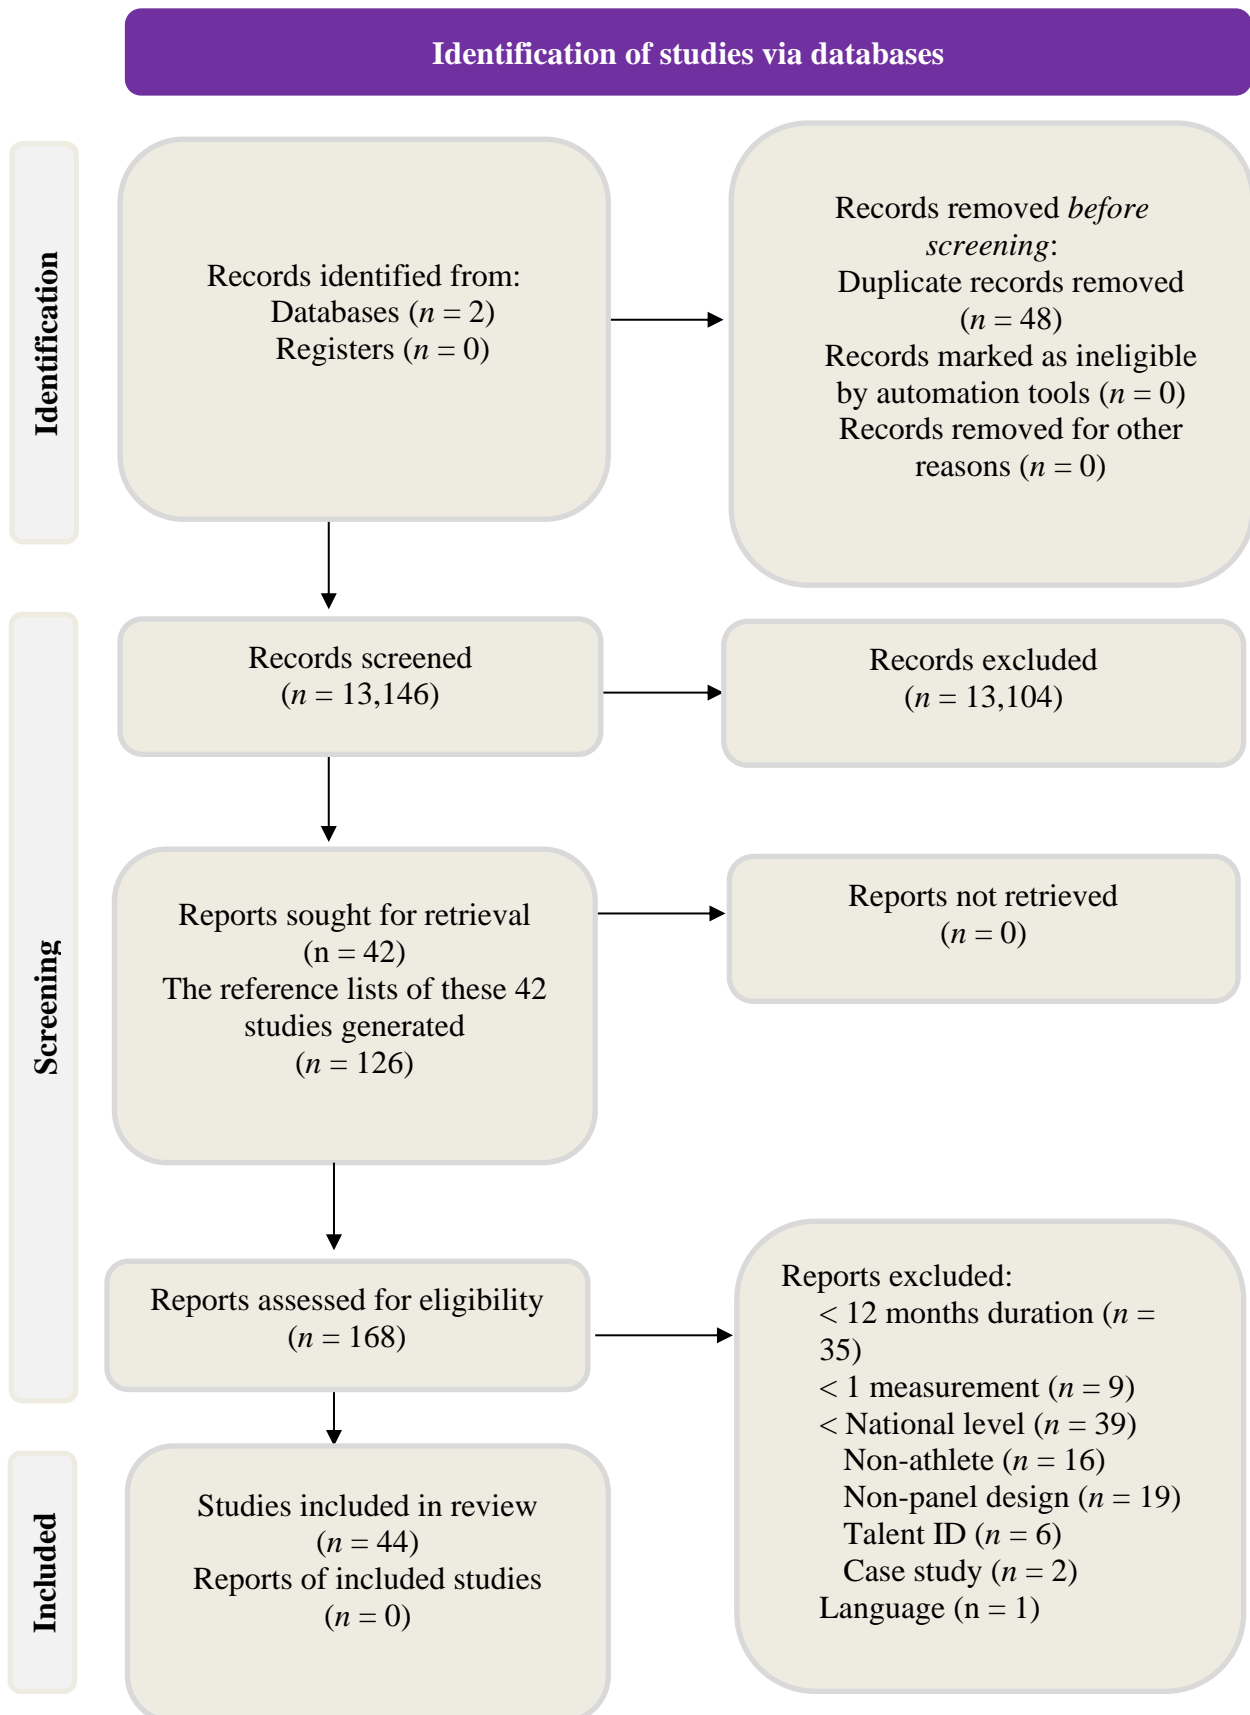 Identification of studies via databases
Identification
Records identified from:
Databases (n = 2)
Registers (n = 0)
Records removed before
screening:
Duplicate records removed
(n = 48)
Records marked as ineligible
by automation tools (n = 0)
Records removed for other
reasons (n = 0)
Screening
Records screened
(n = 13,146)
Records excluded
(n = 13,104)
Reports sought for retrieval
(n = 42)
The reference lists of these 42
studies generated
(n = 126)
Reports not retrieved
(n = 0)
Reports assessed for eligibility
(n = 168)
Reports excluded:
< 12 months duration (n =
35)
< 1 measurement (n = 9)
< National level (n = 39)
Non-athlete (n = 16)
Non-panel design (n = 19)
Talent ID (n = 6)
Case study (n = 2)
Language (n = 1)
Included
Studies included in review
(n = 44)
Reports of included studies
(n = 0)